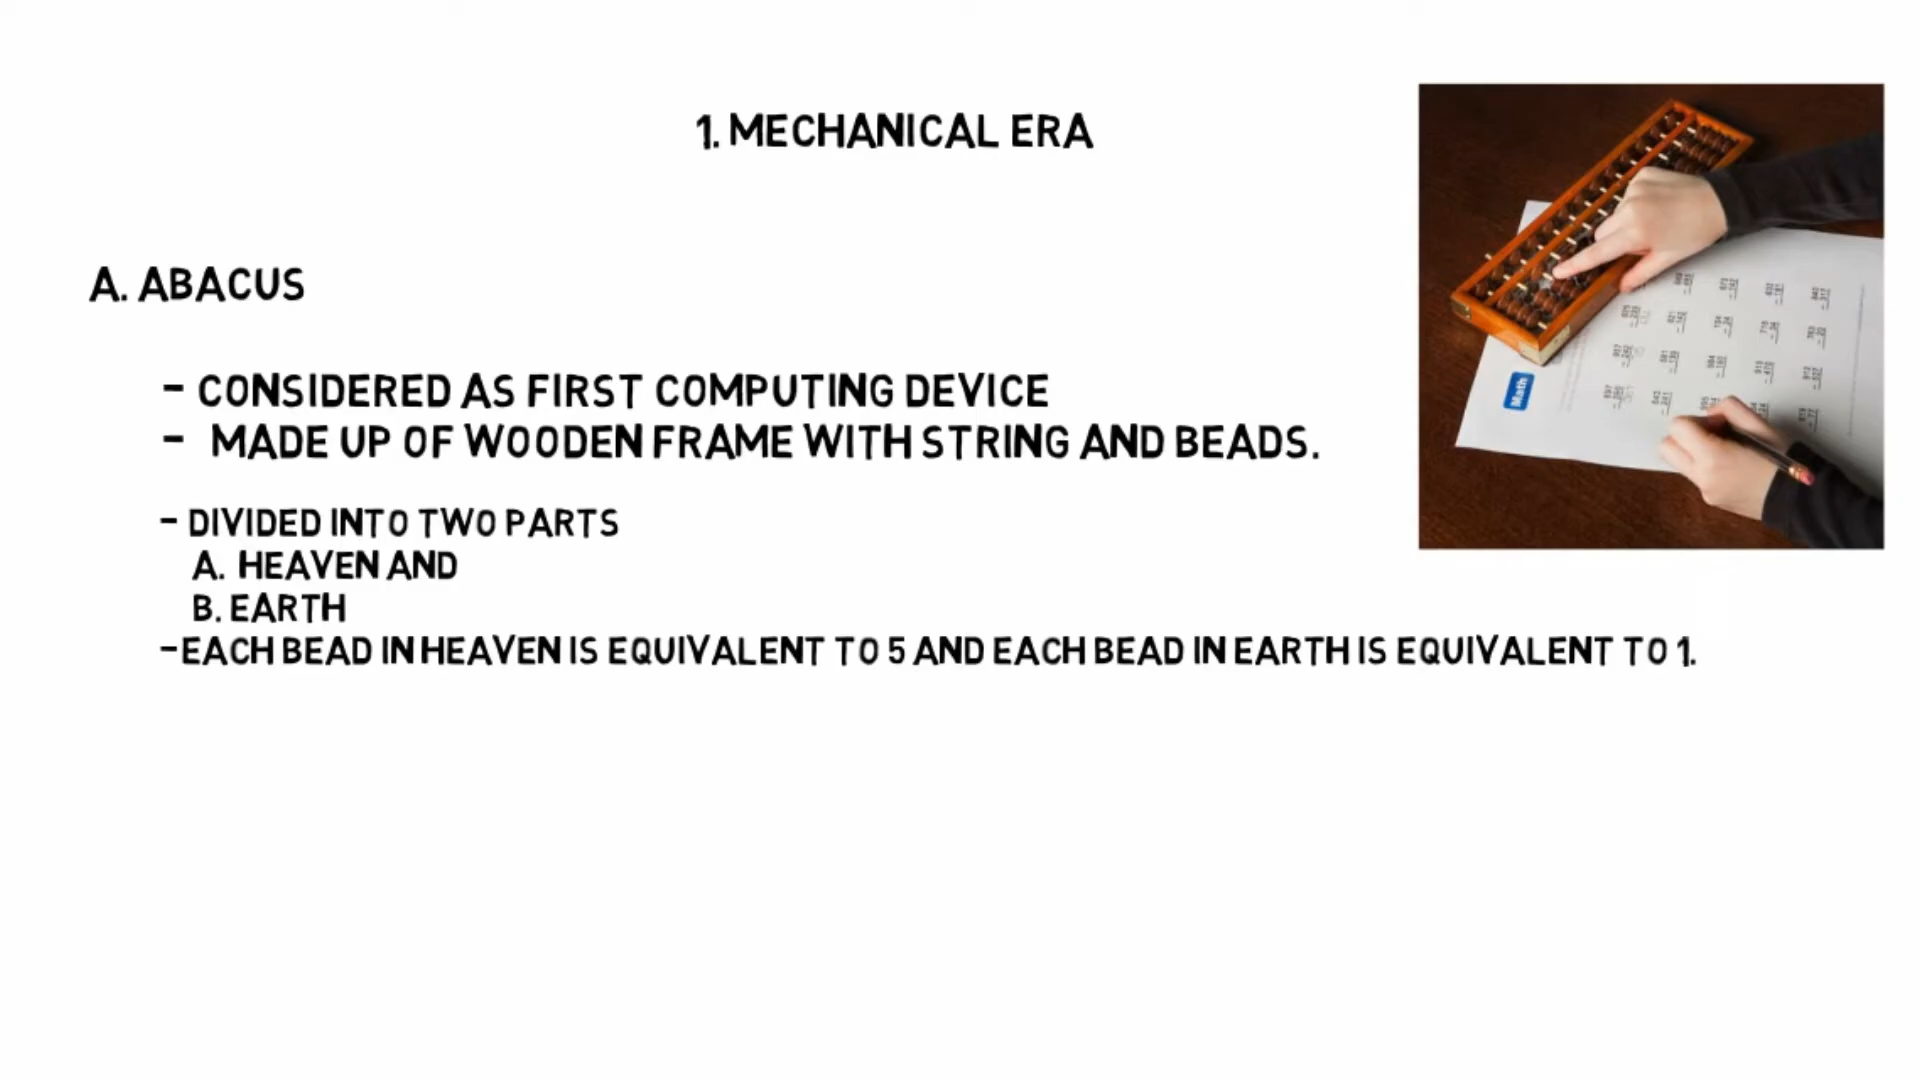 1. MECHANICAL ERA
A. ABACUS
- CONSIDERED AS FIRST COMPUTING DEVICE
- MADE UP OF WOODEN FRAME WITH STRING AND BEADS.
- DIVIDED INTO TWO PARTS
A. HEAVEN AND
B. EARTH
-EACH BEAD IN HEAVEN IS EQUIVALENT TO 5 AND EACH BEAD IN EARTH IS EQUIVALENT TO 1.
Math